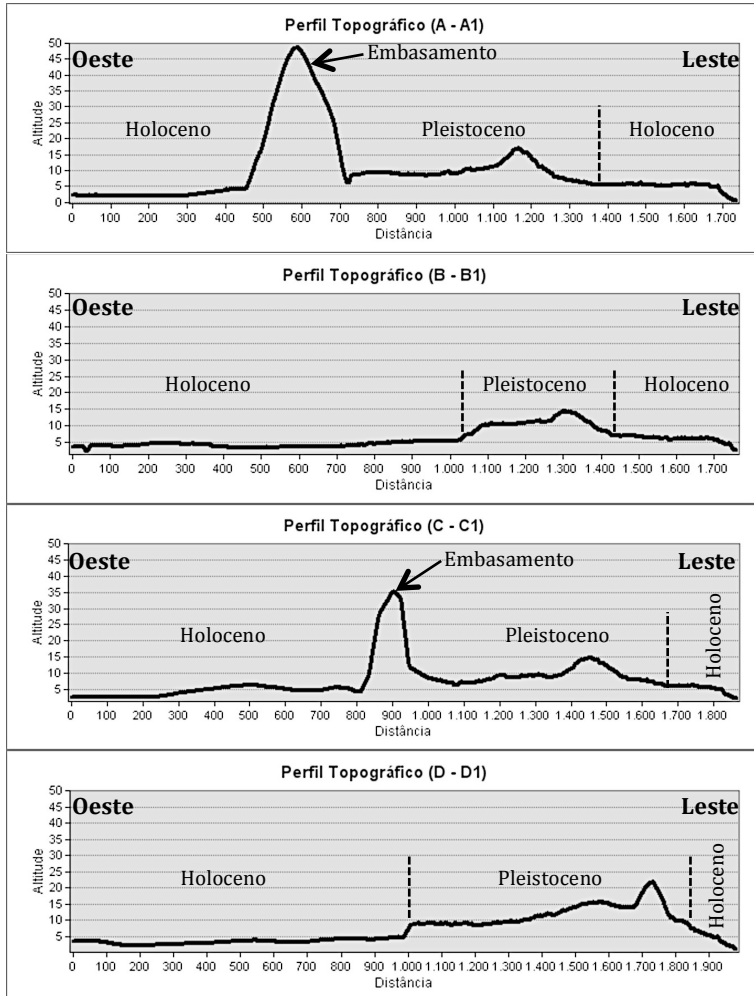 Perfil Topográfico (A - A1)
Oeste
Embasamento
Leste
Holoceno
Pleistoceno
Holoceno
Altitude
50
45
40
35
30
25
20
15
10
5
0
0 100 200 300 400 500 600 700 800 900 1.000 1.100 1.200 1.300 1.400 1.500 1.600 1.700
Distância
Perfil Topográfico (B - B1)
Oeste
Leste
Holoceno
Pleistoceno
Holoceno
Altitude
50
45
40
35
30
25
20
15
10
5
0 100 200 300 400 500 600 700 800 900 1.000 1.100 1.200 1.300 1.400 1.500 1.600 1.700
Distância
Perfil Topográfico (C - C1)
Oeste
Embasamento
Leste
Holoceno
Pleistoceno
Holoceno
Altitude
50
45
40
35
30
25
20
15
10
5
0 100 200 300 400 500 600 700 800 900 1.000 1.100 1.200 1.300 1.400 1.500 1.600 1.700 1.800
Distância
Perfil Topográfico (D - D1)
Oeste
Leste
Holoceno
Pleistoceno
Holoceno
Altitude
50
45
40
35
30
25
20
15
10
5
0 100 200 300 400 500 600 700 800 900 1.000 1.100 1.200 1.300 1.400 1.500 1.600 1.700 1.800 1.900
Distância